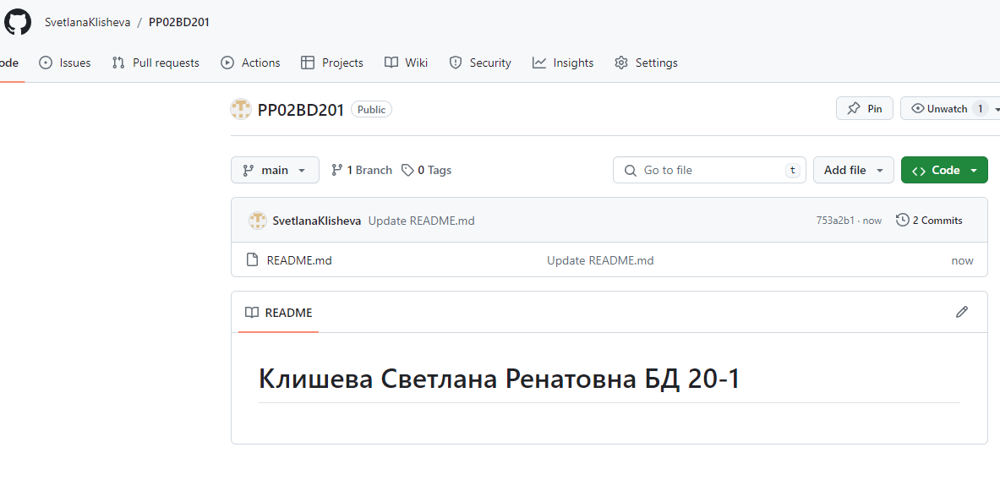 SvetlanaKlisheva / PP02BD201
ode Issues Pull requests Actions Projects Wiki Security Insights Settings
PP02BD201 Public Pin Unwatch 1
main 1 Branch 0 Tags Go to file t Add file Code
SvetlanaKlisheva Update README.md 753a2b1 · now 2 Commits
README.md Update README.md now
README
Клишева Светлана Ренатовна БД 20-1